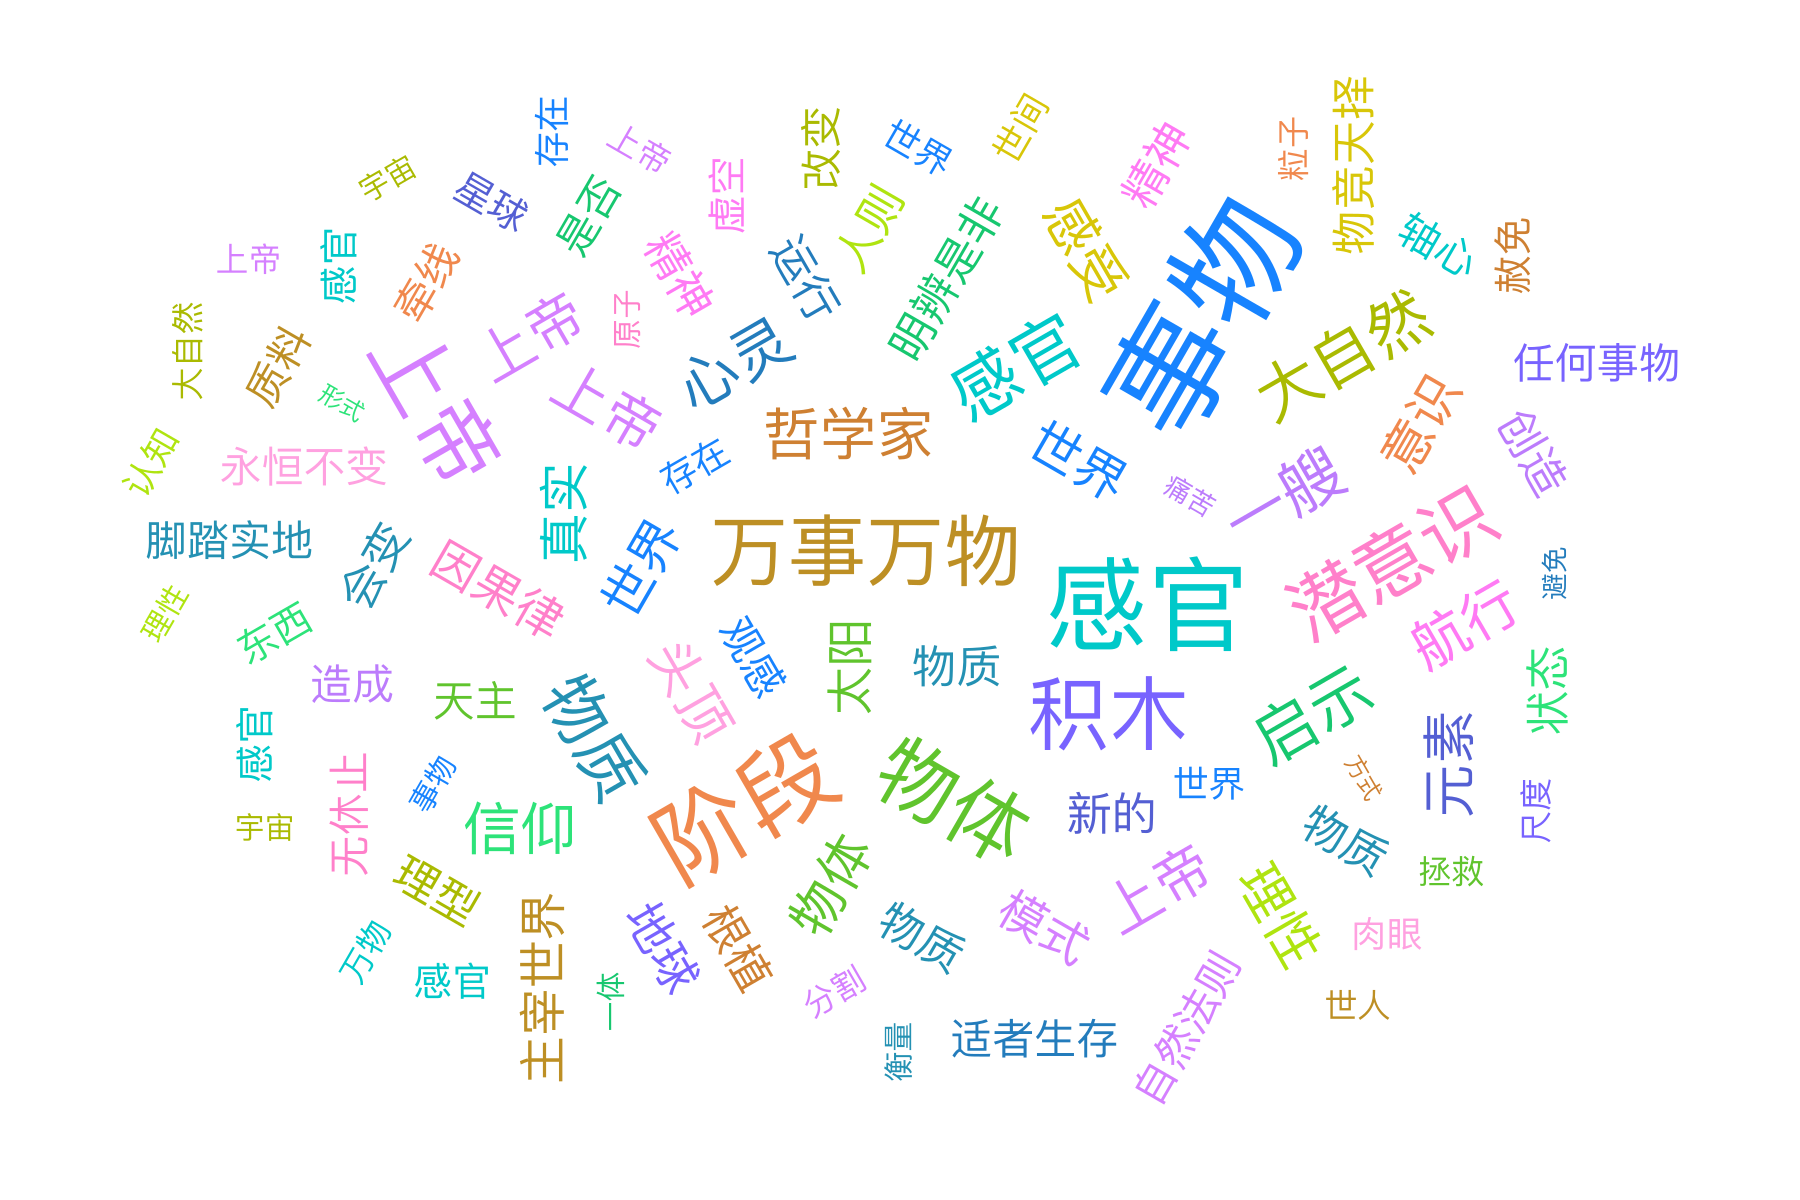 存在
上帝
宇宙
星球
是否
虚空
改变
世界
世间
精神
粒子
物竞天择
人则
明辨是非
感受
事物
轴心
赦免
上帝
感官
牵线
精神
运行
大自然
质料
形式
上帝
上帝
原子
上帝
心灵
感官
大自然
任何事物
认知
永恒不变
存在
哲学家
世界
痛苦
一艘
意识
创造
脚踏实地
会变
因果律
真实
世界
万事万物
感官
潜意识
航行
避免
理性
东西
造成
天主
物质
头顶
观感
太阳
物质
积木
启示
状态
感官
宇宙
无休止
事物
信仰
阶段
物体
新的
世界
方式
元素
尺度
理型
物体
上帝
物质
拯救
万物
感官
主宰世界
一体
地球
根植
分割
物质
模式
理性
肉眼
衡量
适者生存
自然法则
世人